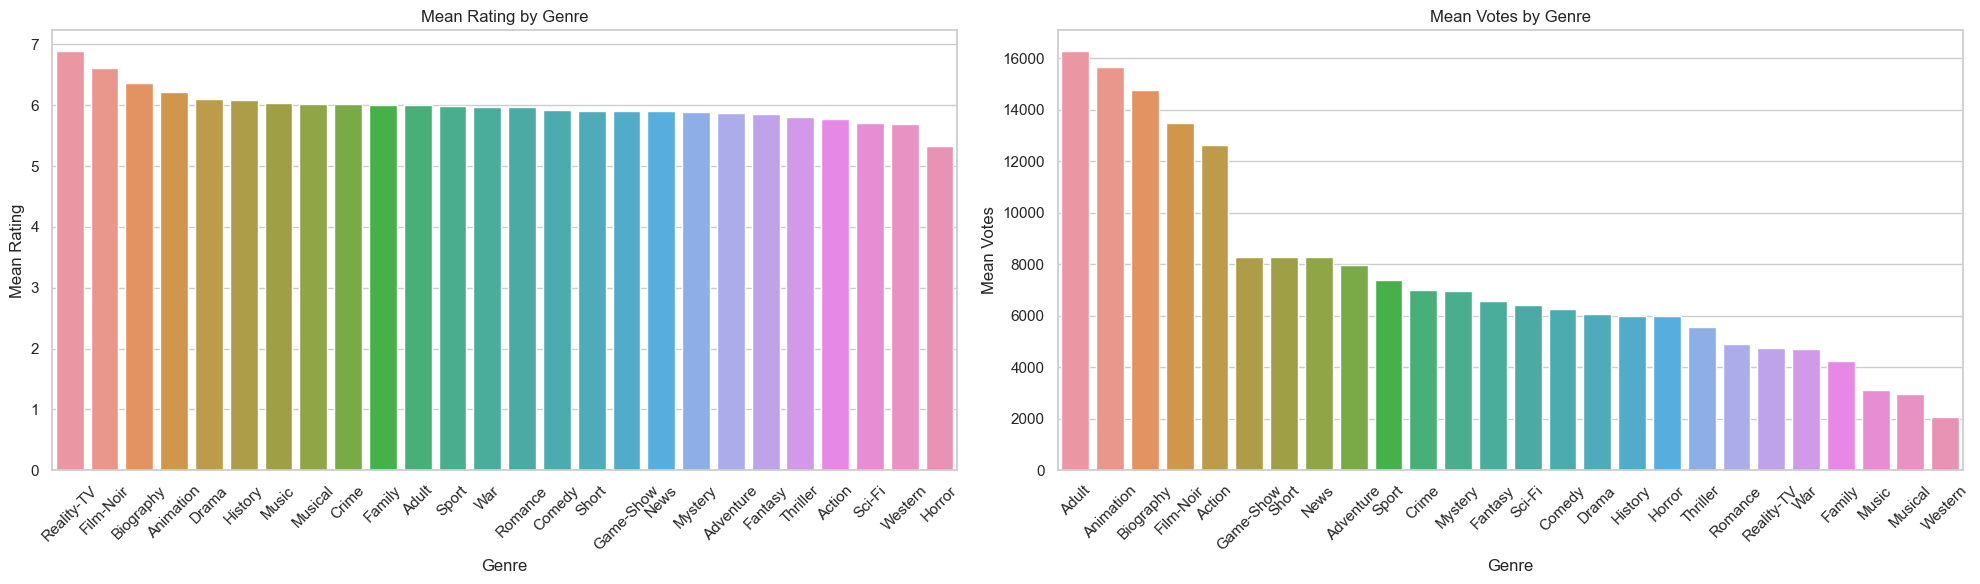 Mean Rating by Genre
Mean Rating
7
6
5
4
3
2
1
0
Reality-TV
Film-Noir
Biography
Animation
Drama
History
Music
Musical
Crime
Family
Adult
Sport
War
Romance
Comedy
Short
Game-Show
News
Mystery
Adventure
Fantasy
Thriller
Action
Sci-Fi
Western
Horror
Genre
Mean Votes by Genre
Mean Votes
16000
14000
12000
10000
8000
6000
4000
2000
0
Adult
Animation
Biography
Film-Noir
Action
Game-Show
Short
News
Adventure
Sport
Crime
Mystery
Fantasy
Sci-Fi
Comedy
Drama
History
Horror
Thriller
Romance
Reality-TV
War
Family
Music
Musical
Western
Genre